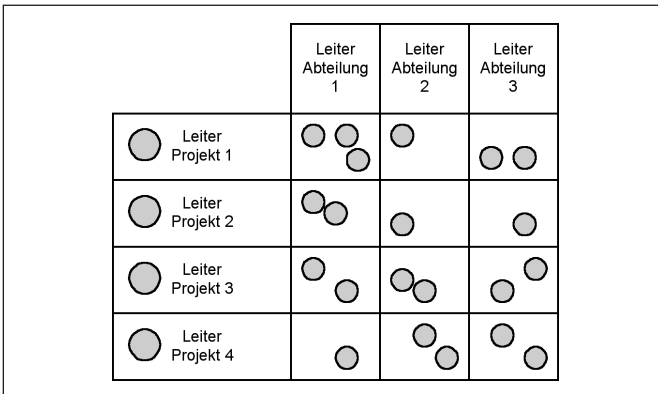 Leiter
Abteilung
1
Leiter
Abteilung
2
Leiter
Abteilung
3
Leiter
Projekt 1
Leiter
Projekt 2
Leiter
Projekt 3
Leiter
Projekt 4